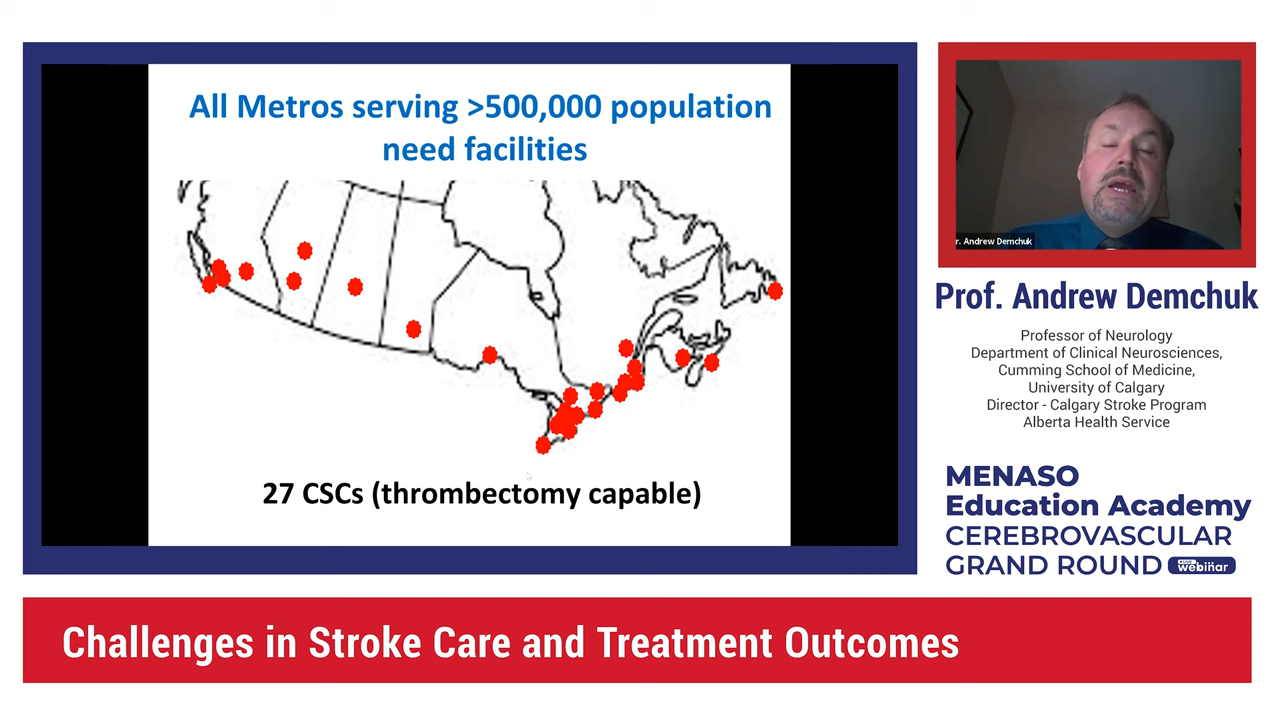 All Metros serving >500,000 population
need facilities
27 CSCs (thrombectomy capable)
r. Andrew Demchuk
Prof. Andrew Demchuk
Professor of Neurology
Department of Clinical Neurosciences,
Cumming School of Medicine,
University of Calgary
Director - Calgary Stroke Program
Alberta Health Service
MENASO
Education Academy
CEREBROVASCULAR
GRAND ROUND
webinar
Challenges in Stroke Care and Treatment Outcomes